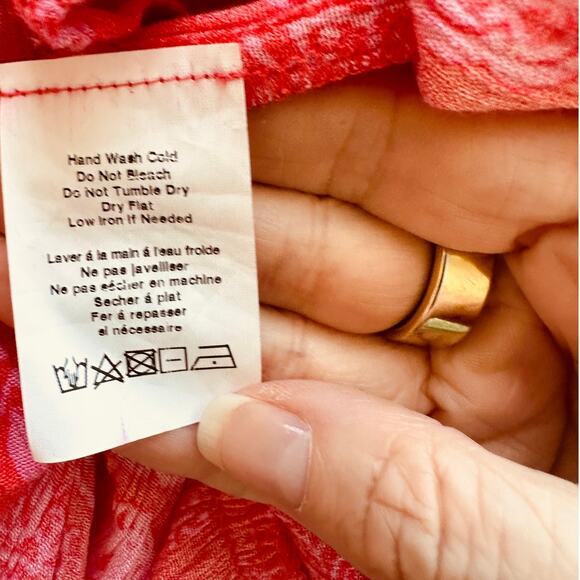 Hand Wash Cold
Do Not Bleach
Do Not Tumble Dry
Dry Flat
Low Iron If Needed
Laver á la main á l'eau froide
Ne pas javelliser
Ne pas sécher en machine
Secher á plat
Fer á repasser
si nécessaire